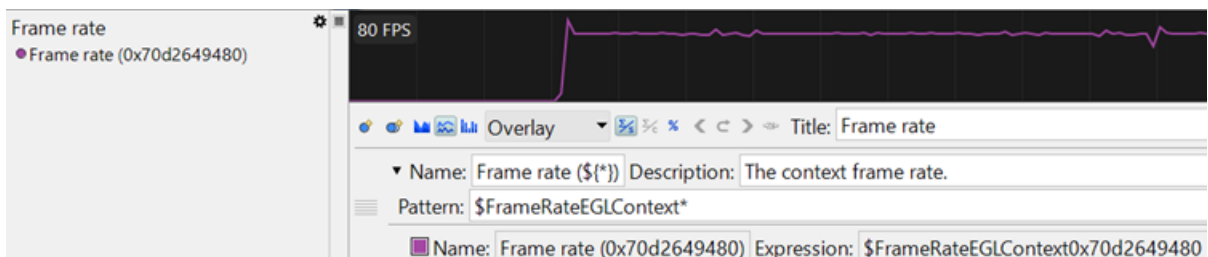 Frame rate
Frame rate (0x70d2649480)
80 FPS
Overlay Title: Frame rate
Name: Frame rate (${*}) Description: The context frame rate.
Pattern: $FrameRateEGLContext*
Name: Frame rate (0x70d2649480) Expression: $FrameRateEGLContext0x70d2649480